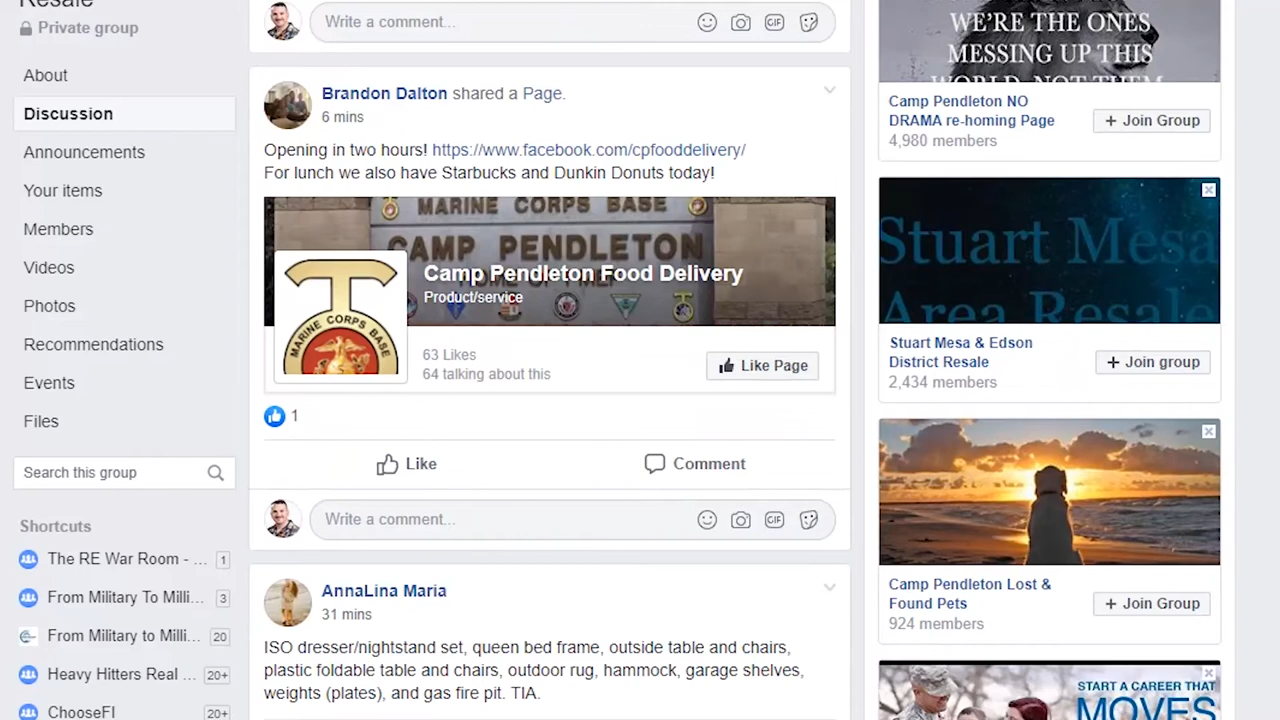 Resale
Private group
About
Discussion
Announcements
Your items
Members
Videos
Photos
Recommendations
Events
Files
Search this group
Shortcuts
The RE War Room - ... 1
From Military To Milli... 3
From Military to Milli... 20
Heavy Hitters Real ... 20+
ChooseFI 20+
Write a comment...
GIF
Brandon Dalton shared a Page.
6 mins
Opening in two hours! https://www.facebook.com/cpfooddelivery/
For lunch we also have Starbucks and Dunkin Donuts today!
MARINE CORPS BASE
CAMP PENDLETON
Camp Pendleton Food Delivery
Product/service
MARINE CORPS BASE
63 Likes
64 talking about this
Like Page
1
Like
Comment
Write a comment...
GIF
AnnaLina Maria
31 mins
ISO dresser/nightstand set, queen bed frame, outside table and chairs,
plastic foldable table and chairs, outdoor rug, hammock, garage shelves,
weights (plates), and gas fire pit. TIA.
WE'RE THE ONES
MESSING UP THIS
WORLD, NOT THEM
Camp Pendleton NO
DRAMA re-homing Page
4,980 members
+ Join Group
Stuart Mesa
Area Resale
Stuart Mesa & Edson
District Resale
2,434 members
+ Join group
Camp Pendleton Lost &
Found Pets
924 members
+ Join Group
START A CAREER THAT
MOVES